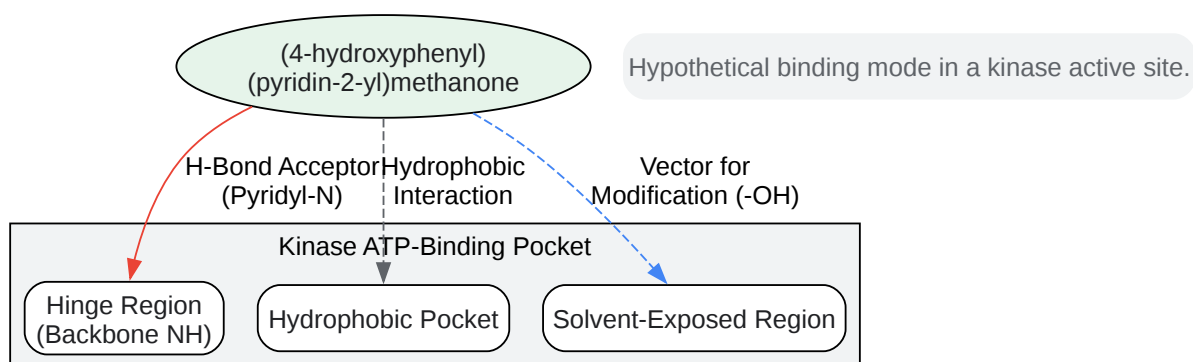 (4-hydroxyphenyl)
(pyridin-2-yl)methanone
Hypothetical binding mode in a kinase active site.
H-Bond Acceptor
(Pyridyl-N)
Hydrophobic
Interaction
Vector for
Modification (-OH)
Kinase ATP-Binding Pocket
Hinge Region
(Backbone NH)
Hydrophobic Pocket
Solvent-Exposed Region